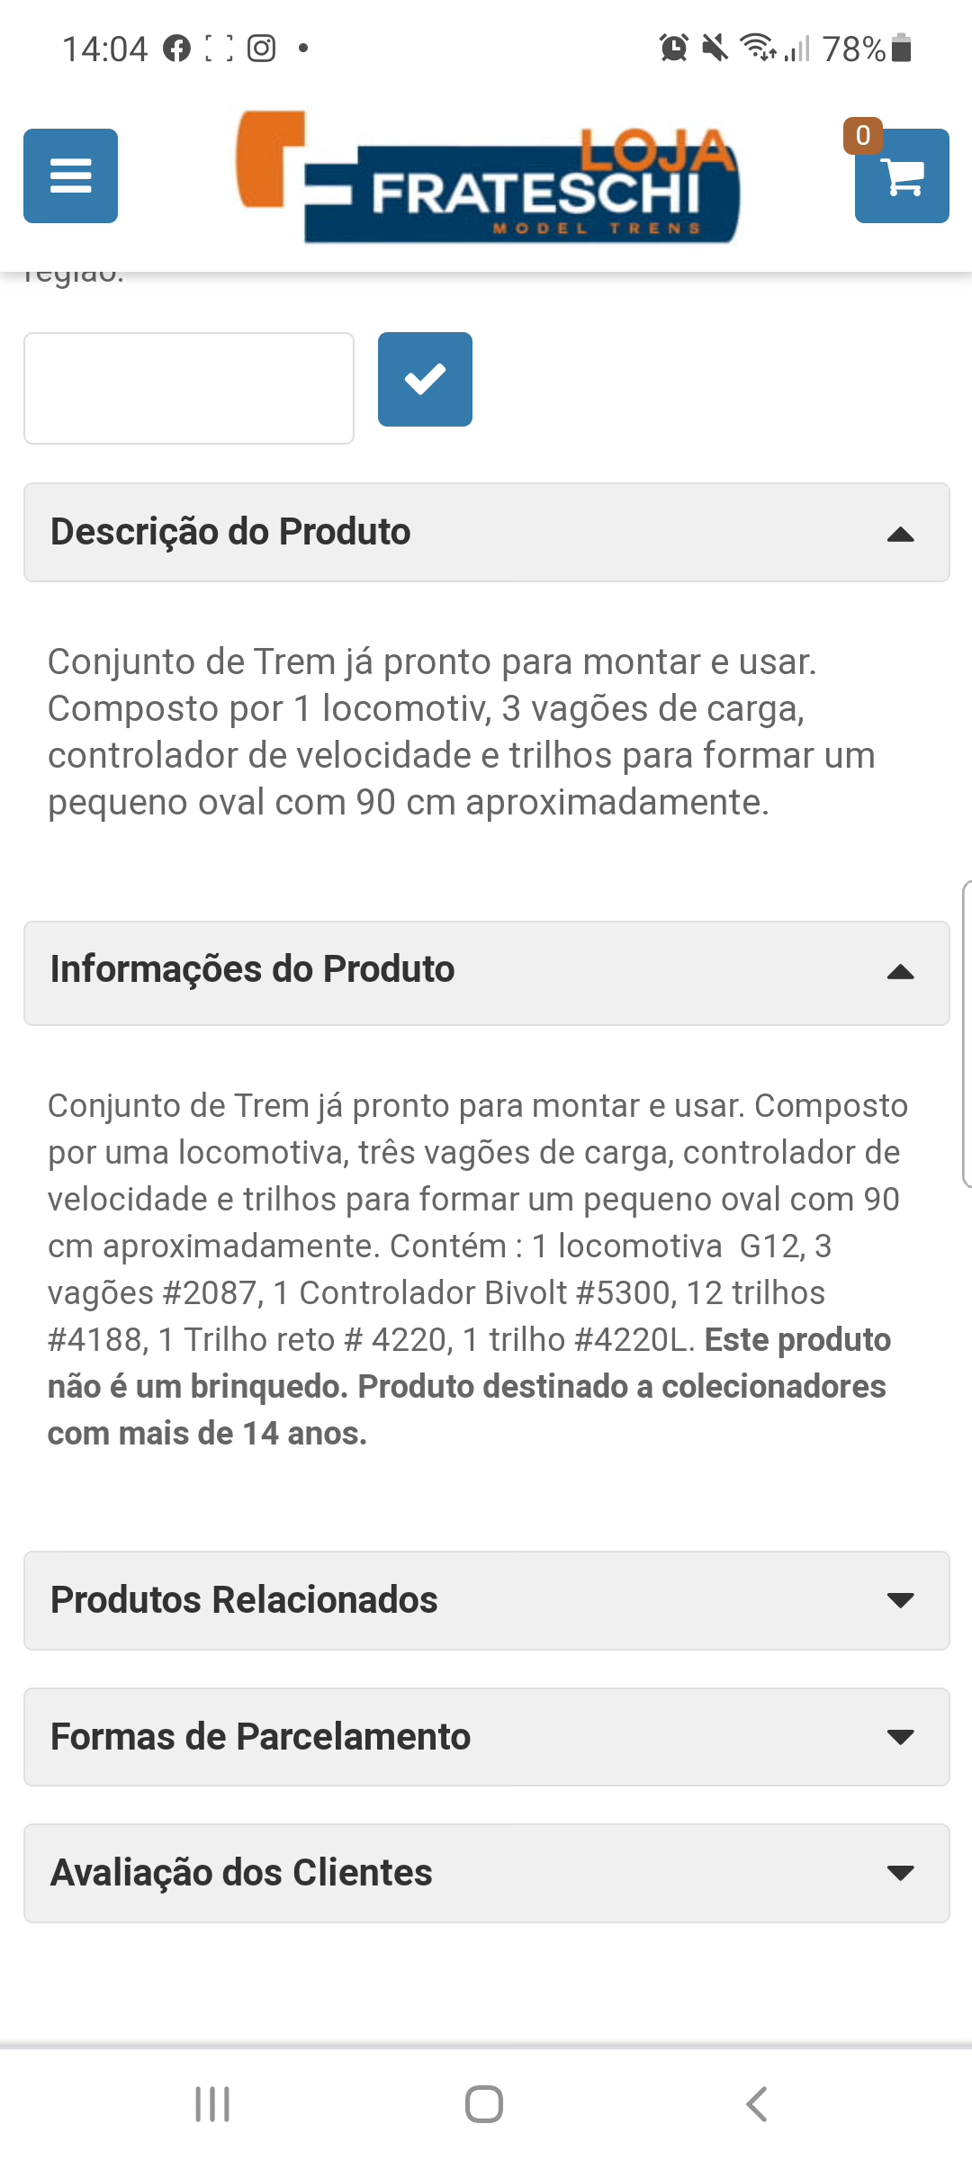 14:04
78%
0
LOJA
FRATESCHI
MODEL TRENS
região.
Descrição do Produto
Conjunto de Trem já pronto para montar e usar.
Composto por 1 locomotiv, 3 vagões de carga,
controlador de velocidade e trilhos para formar um
pequeno oval com 90 cm aproximadamente.
Informações do Produto
Conjunto de Trem já pronto para montar e usar. Composto
por uma locomotiva, três vagões de carga, controlador de
velocidade e trilhos para formar um pequeno oval com 90
cm aproximadamente. Contém : 1 locomotiva  G12, 3
vagões #2087, 1 Controlador Bivolt #5300, 12 trilhos
#4188, 1 Trilho reto # 4220, 1 trilho #4220L. Este produto
não é um brinquedo. Produto destinado a colecionadores
com mais de 14 anos.
Produtos Relacionados
Formas de Parcelamento
Avaliação dos Clientes